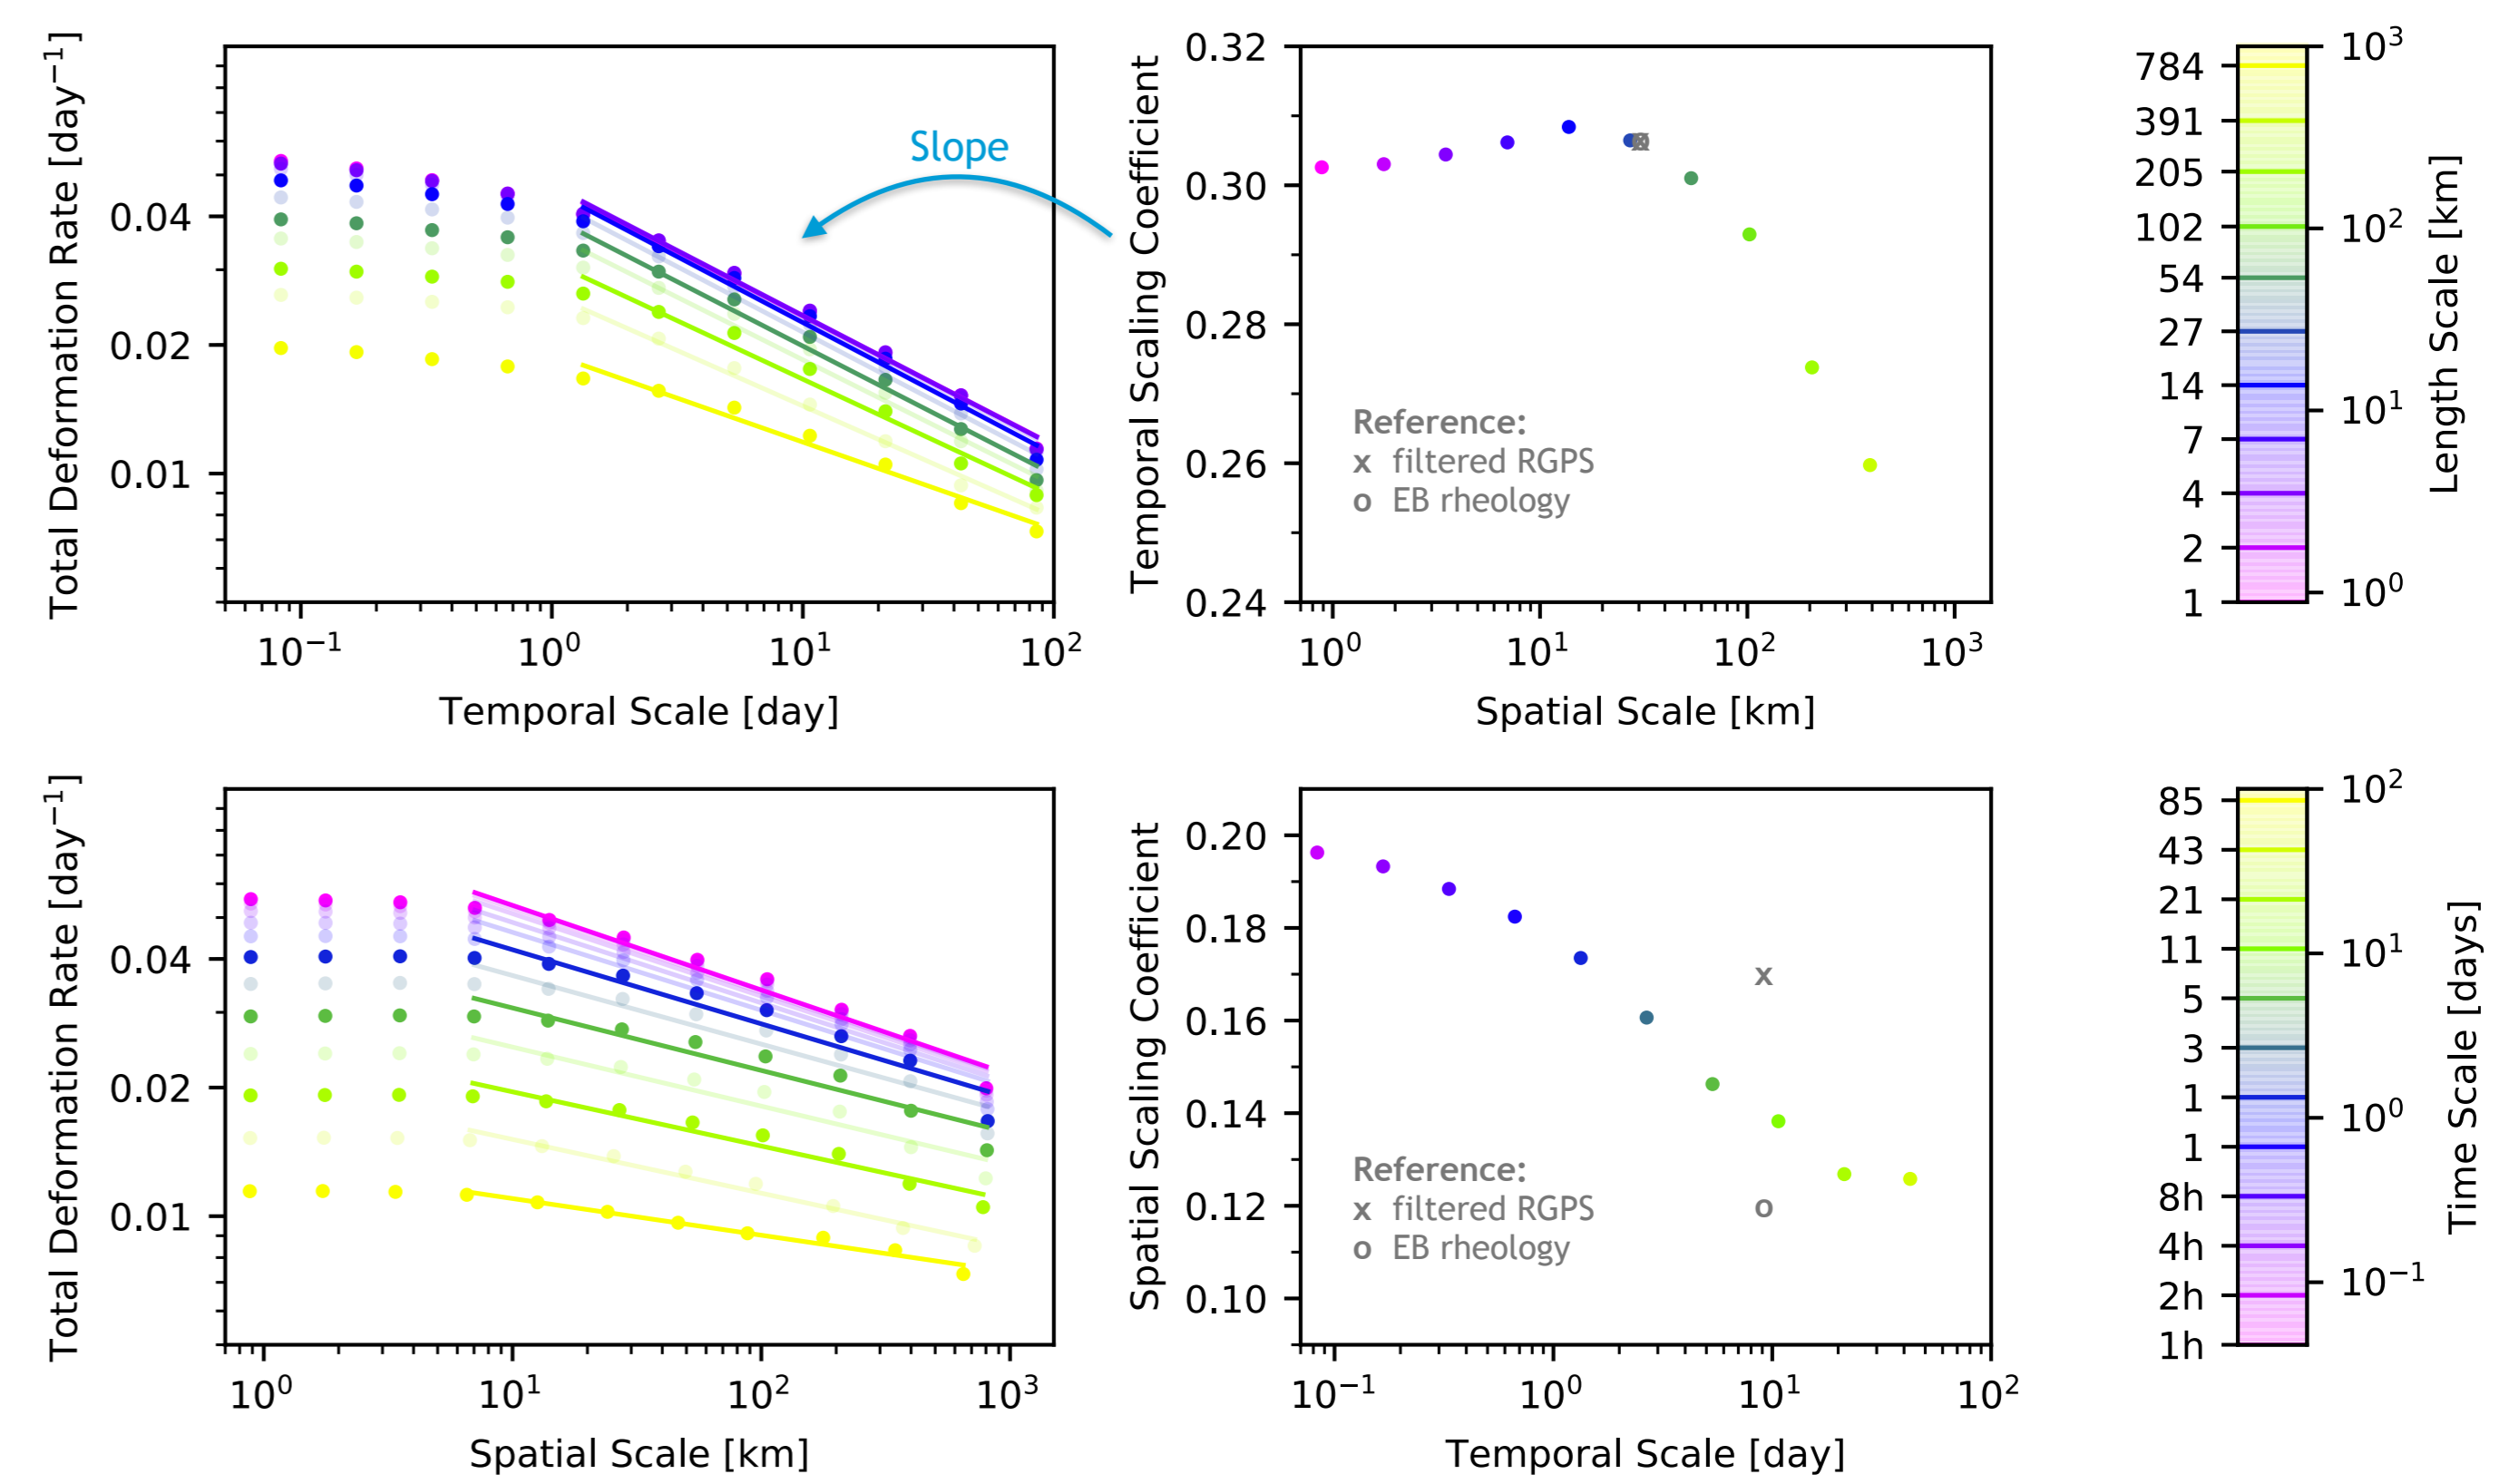 Total Deformation Rate [day⁻¹]
0.04
0.02
0.01
10⁻¹ 10⁰ 10¹ 10²
Temporal Scale [day]
Slope
Temporal Scaling Coefficient
0.32
0.30
0.28
0.26
0.24
Reference:
x filtered RGPS
o EB rheology
10⁰ 10¹ 10² 10³
Spatial Scale [km]
784
391
205
102
54
27
14
7
4
2
1
10³
10²
10¹
10⁰
Length Scale [km]
Total Deformation Rate [day⁻¹]
0.04
0.02
0.01
10⁰ 10¹ 10² 10³
Spatial Scale [km]
Spatial Scaling Coefficient
0.20
0.18
0.16
0.14
0.12
0.10
x
o
Reference:
x filtered RGPS
o EB rheology
10⁻¹ 10⁰ 10¹ 10²
Temporal Scale [day]
85
43
21
11
5
3
1
1
8h
4h
2h
1h
10²
10¹
10⁰
10⁻¹
Time Scale [days]